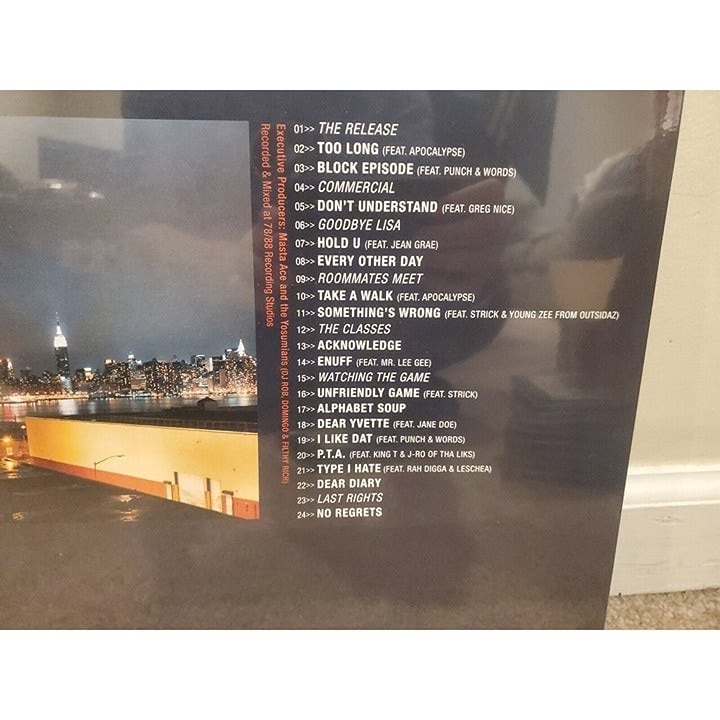 Executive Producers: Masta Ace and the Yosumians (DJ ROB, DOMINGO & FILTHY RICH)
Recorded & Mixed at 78/88 Recording Studios
01>> THE RELEASE
02>> TOO LONG (FEAT. APOCALYPSE)
03>> BLOCK EPISODE (FEAT. PUNCH & WORDS)
04>> COMMERCIAL
05>> DON'T UNDERSTAND (FEAT. GREG NICE)
06>> GOODBYE LISA
07>> HOLD U (FEAT. JEAN GRAE)
08>> EVERY OTHER DAY
09>> ROOMMATES MEET
10>> TAKE A WALK (FEAT. APOCALYPSE)
11>> SOMETHING'S WRONG (FEAT. STRICK & YOUNG ZEE FROM OUTSIDAZ)
12>> THE CLASSES
13>> ACKNOWLEDGE
14>> ENUFF (FEAT. MR. LEE GEE)
15>> WATCHING THE GAME
16>> UNFRIENDLY GAME (FEAT. STRICK)
17>> ALPHABET SOUP
18>> DEAR YVETTE (FEAT. JANE DOE)
19>> I LIKE DAT (FEAT. PUNCH & WORDS)
20>> P.T.A. (FEAT. KING T & J-RO OF THA LIKS)
21>> TYPE I HATE (FEAT. RAH DIGGA & LESCHEA)
22>> DEAR DIARY
23>> LAST RIGHTS
24>> NO REGRETS